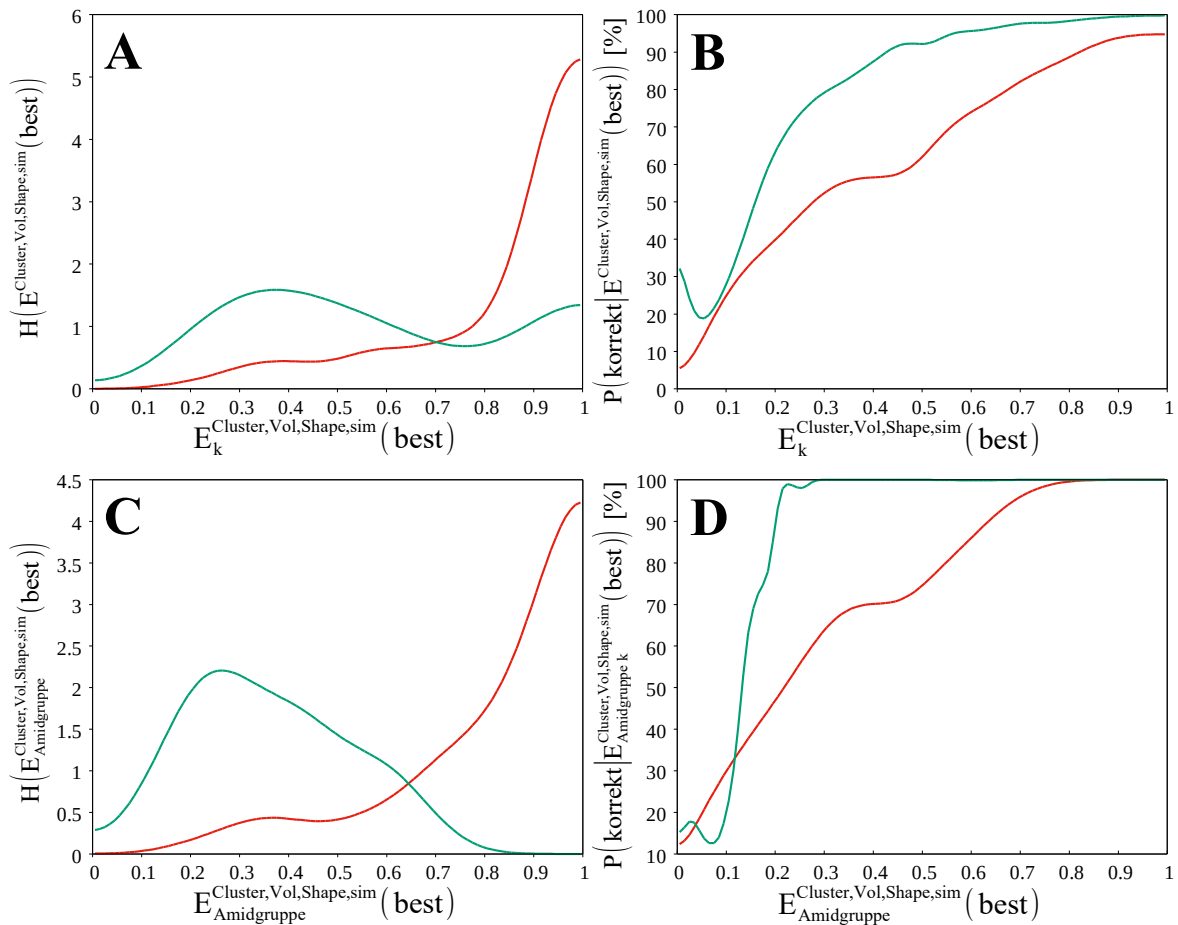 A
H(E^Cluster,Vol,Shape,sim(best))
6
5
4
3
2
1
0
0 0.1 0.2 0.3 0.4 0.5 0.6 0.7 0.8 0.9 1
E_k^Cluster,Vol,Shape,sim(best)
B
P(korrekt|E^Cluster,Vol,Shape,sim(best)) [%]
100
90
80
70
60
50
40
30
20
10
0
0 0.1 0.2 0.3 0.4 0.5 0.6 0.7 0.8 0.9 1
E_k^Cluster,Vol,Shape,sim(best)
C
H(E_Amidgruppe^Cluster,Vol,Shape,sim(best))
4.5
4
3.5
3
2.5
2
1.5
1
0.5
0
0 0.1 0.2 0.3 0.4 0.5 0.6 0.7 0.8 0.9 1
E_Amidgruppe^Cluster,Vol,Shape,sim(best)
D
P(korrekt|E_Amidgruppe k^Cluster,Vol,Shape,sim(best)) [%]
100
90
80
70
60
50
40
30
20
10
0 0.1 0.2 0.3 0.4 0.5 0.6 0.7 0.8 0.9 1
E_Amidgruppe^Cluster,Vol,Shape,sim(best)